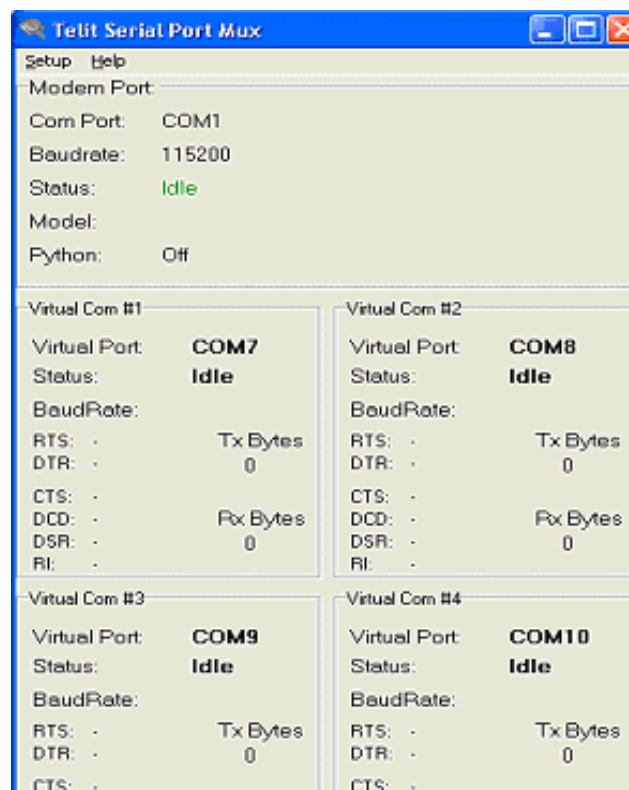 Telit Serial Port Mux
Setup Help
Modem Port
Com Port: COM1
Baudrate: 115200
Status: Idle
Model:
Python: Off
Virtual Com #1
Virtual Port: COM7
Status: Idle
BaudRate:
RTS: - Tx Bytes
DTR: - 0
CTS: -
DCD: - Rx Bytes
DSR: - 0
RI: -
Virtual Com #2
Virtual Port: COM8
Status: Idle
BaudRate:
RTS: - Tx Bytes
DTR: - 0
CTS: -
DCD: - Rx Bytes
DSR: - 0
RI: -
Virtual Com #3
Virtual Port: COM9
Status: Idle
BaudRate:
RTS: - Tx Bytes
DTR: - 0
CTS: -
Virtual Com #4
Virtual Port: COM10
Status: Idle
BaudRate:
RTS: - Tx Bytes
DTR: - 0
CTS: -